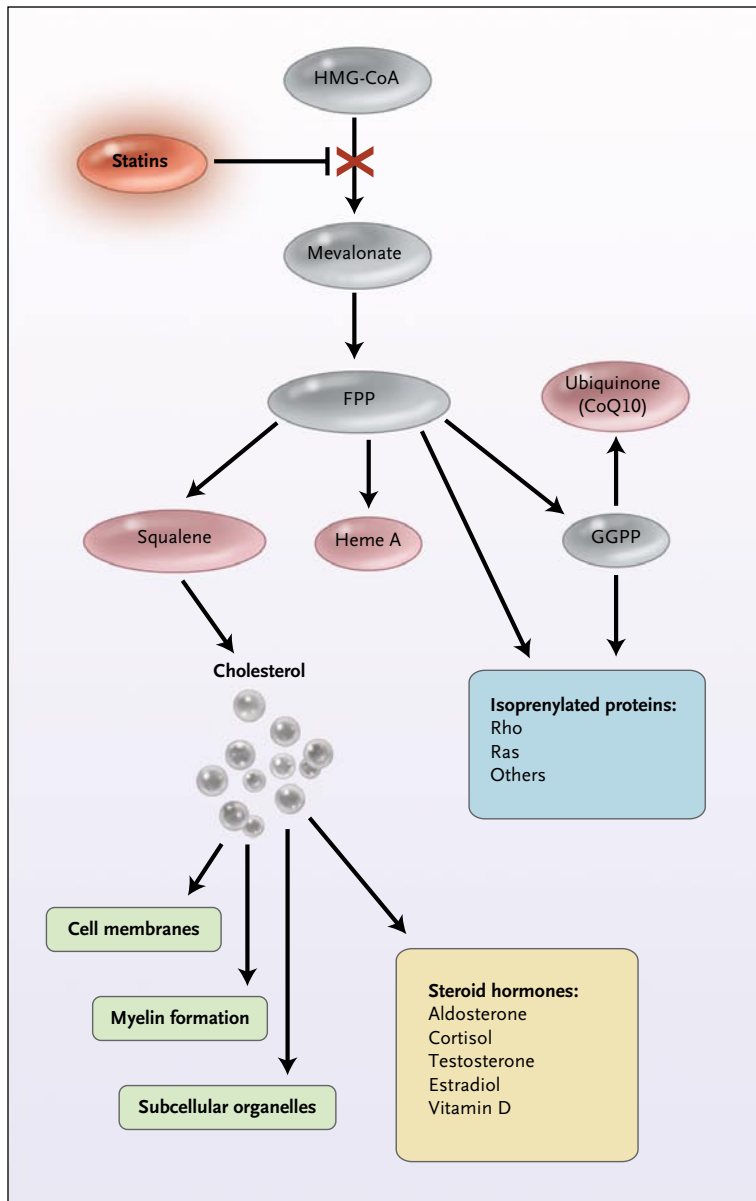 HMG-CoA
Statins
Mevalonate
FPP
Ubiquinone
(CoQ10)
Squalene
Heme A
GGPP
Cholesterol
Isoprenylated proteins:
Rho
Ras
Others
Cell membranes
Myelin formation
Subcellular organelles
Steroid hormones:
Aldosterone
Cortisol
Testosterone
Estradiol
Vitamin D